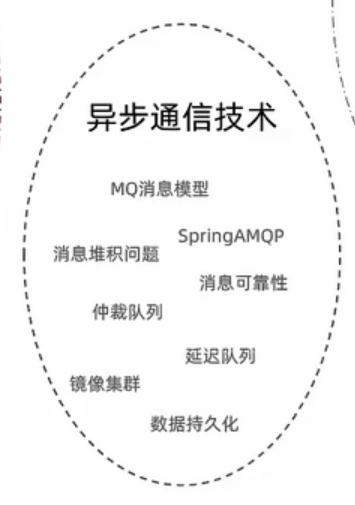 异步通信技术
MQ消息模型
SpringAMQP
消息堆积问题
消息可靠性
仲裁队列
延迟队列
镜像集群
数据持久化